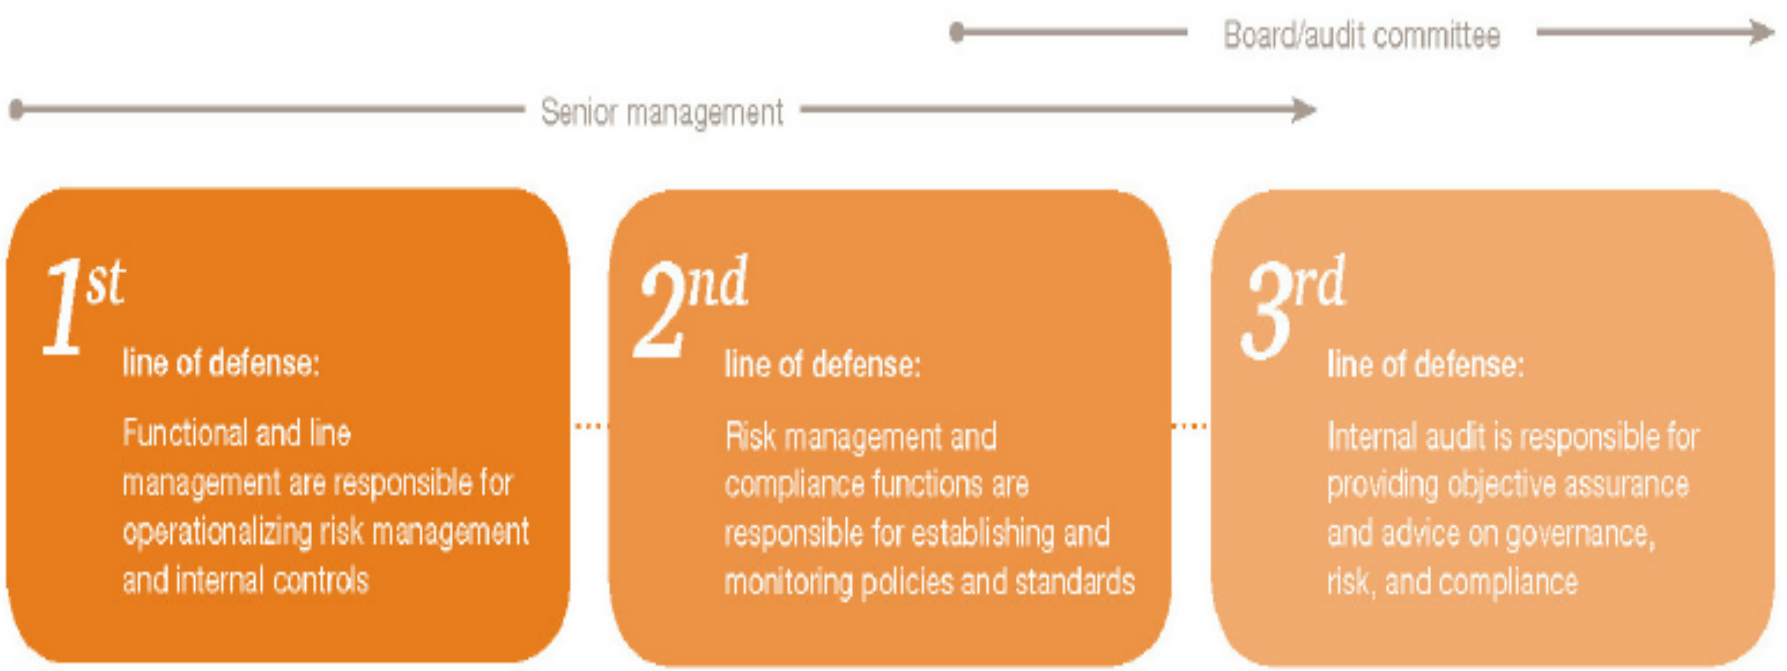 Board/audit committee
Senior management
1st
line of defense:
Functional and line
management are responsible for
operationalizing risk management
and internal controls
2nd
line of defense:
Risk management and
compliance functions are
responsible for establishing and
monitoring policies and standards
3rd
line of defense:
Internal audit is responsible for
providing objective assurance
and advice on governance,
risk, and compliance